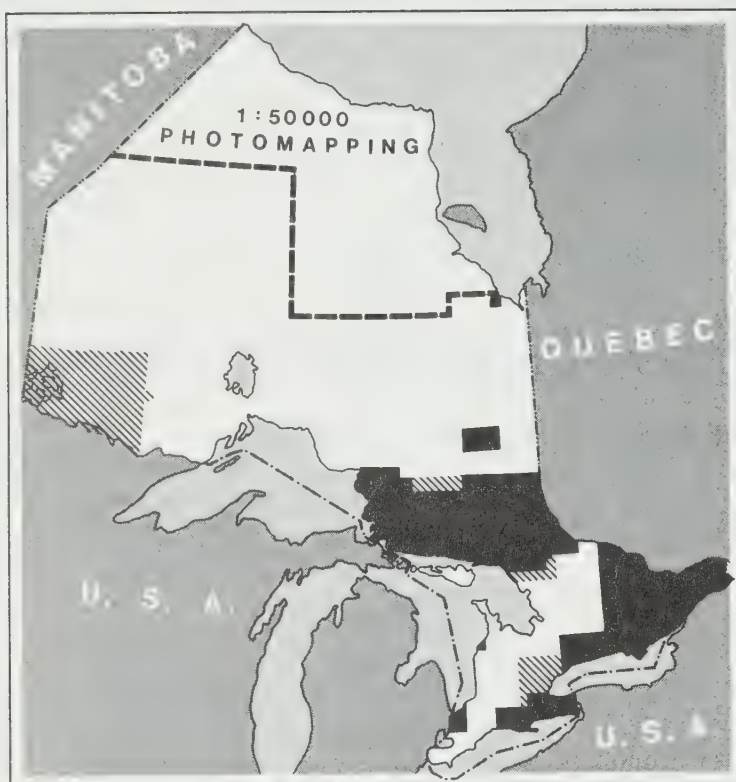 MANITOBA
1:50000
PHOTOMAPPING
QUEBEC
U. S. A.
U. S. A